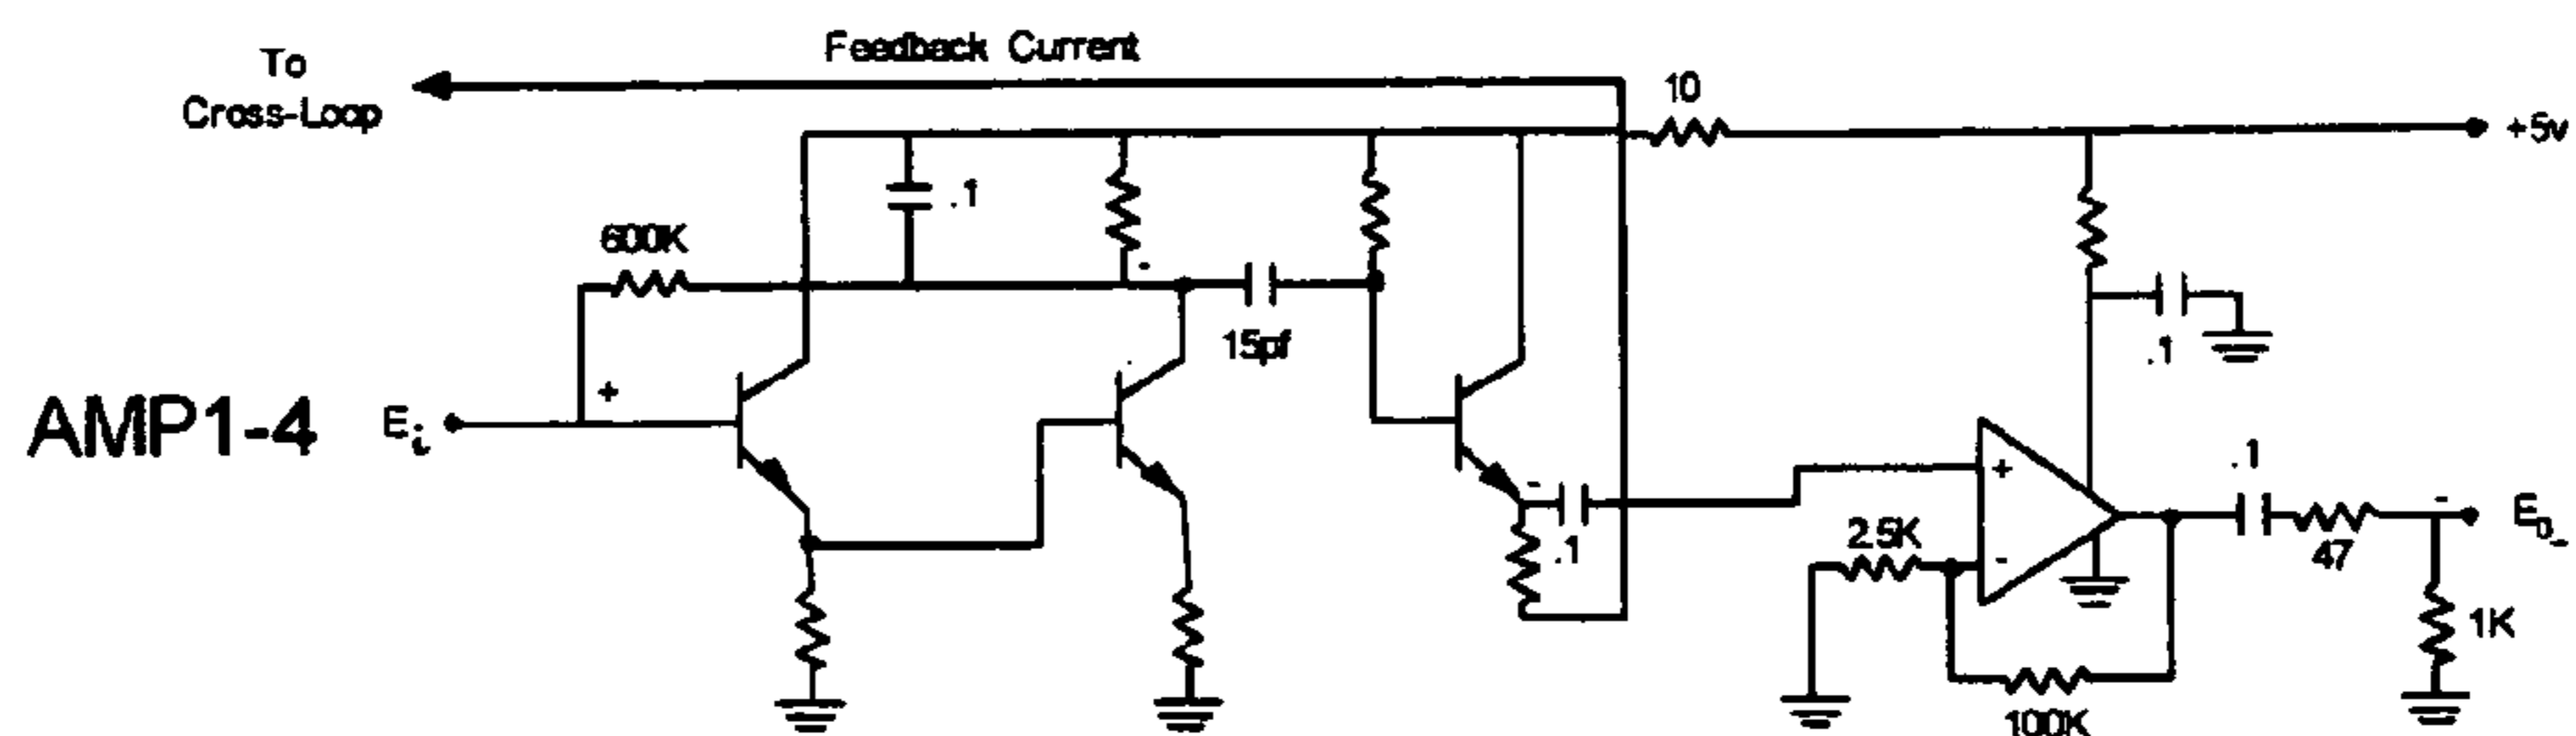 To
Cross-Loop
Feedback Current
10
+5v
.1
600K
-
15pf
.1
+
AMP1-4
Ei
+
-
-
.1
2.5K
.1
47
-
E0-
1K
100K